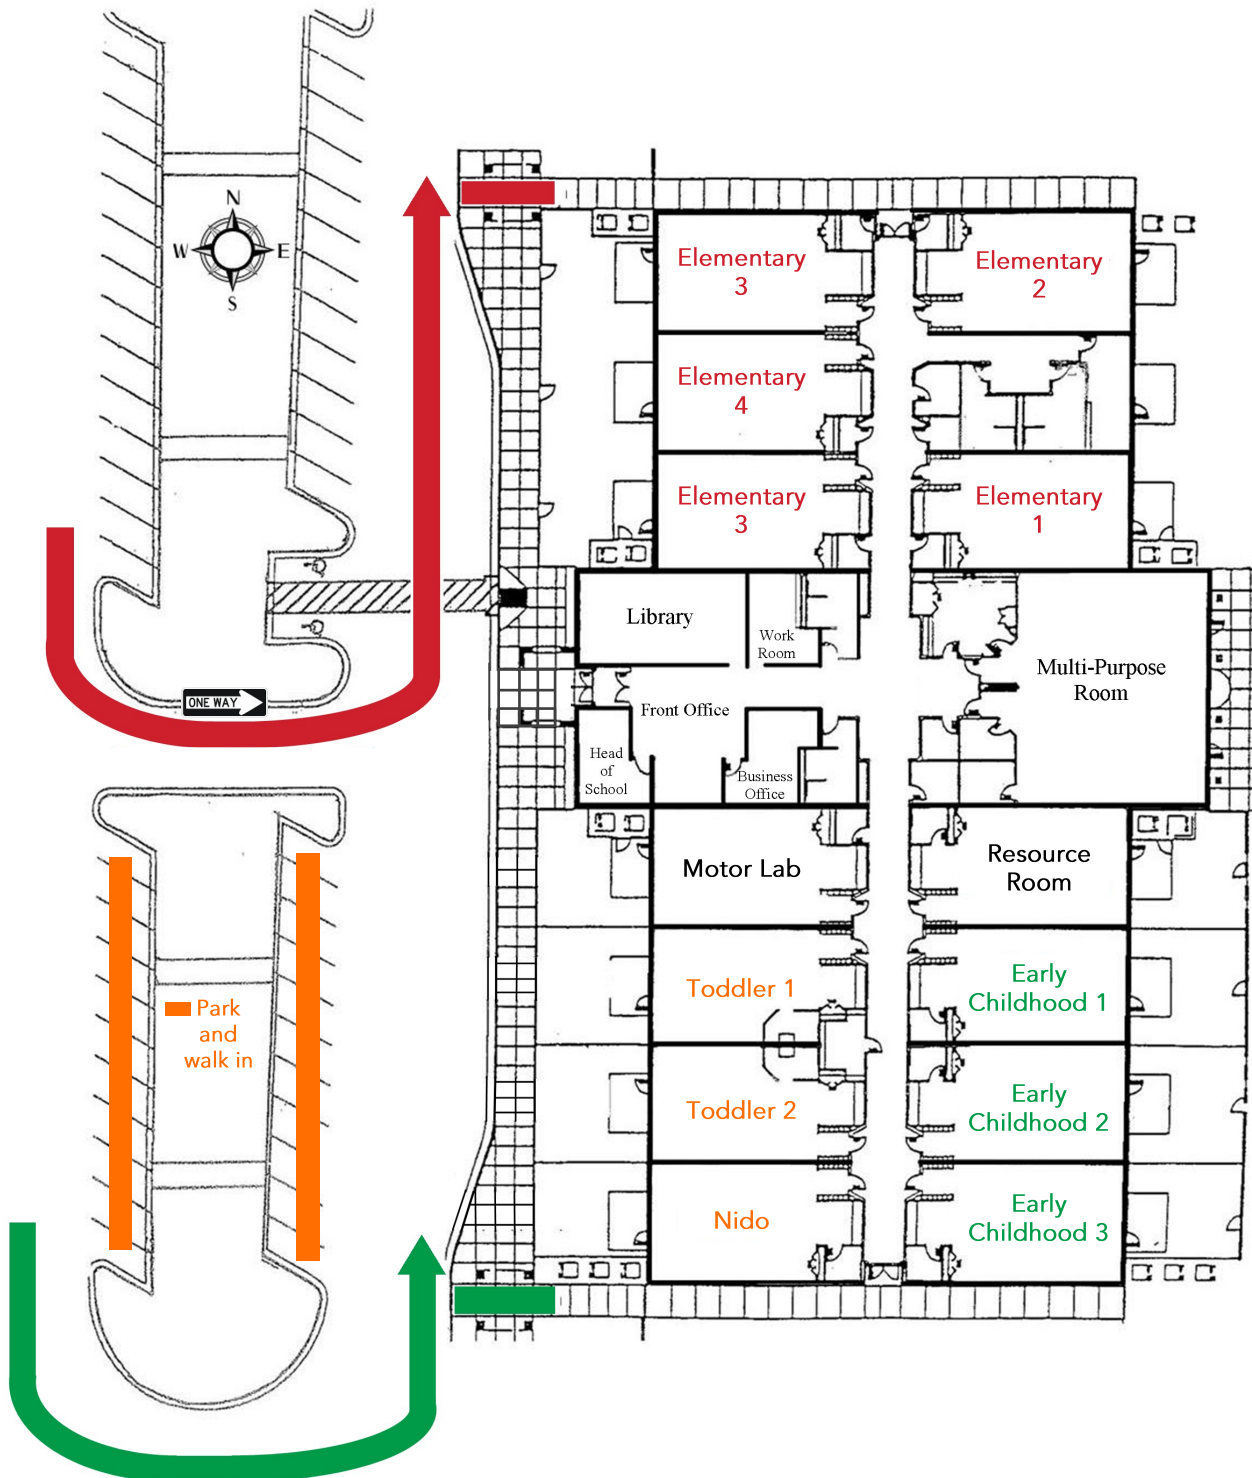 N
W
E
S
Elementary
3
Elementary
2
Elementary
4
Elementary
3
Elementary
1
Library
Work
Room
Multi-Purpose
Room
Front Office
ONE WAY
Head
of
School
Business
Office
Motor Lab
Resource
Room
Toddler 1
Early
Childhood 1
Park
and
walk in
Toddler 2
Early
Childhood 2
Nido
Early
Childhood 3